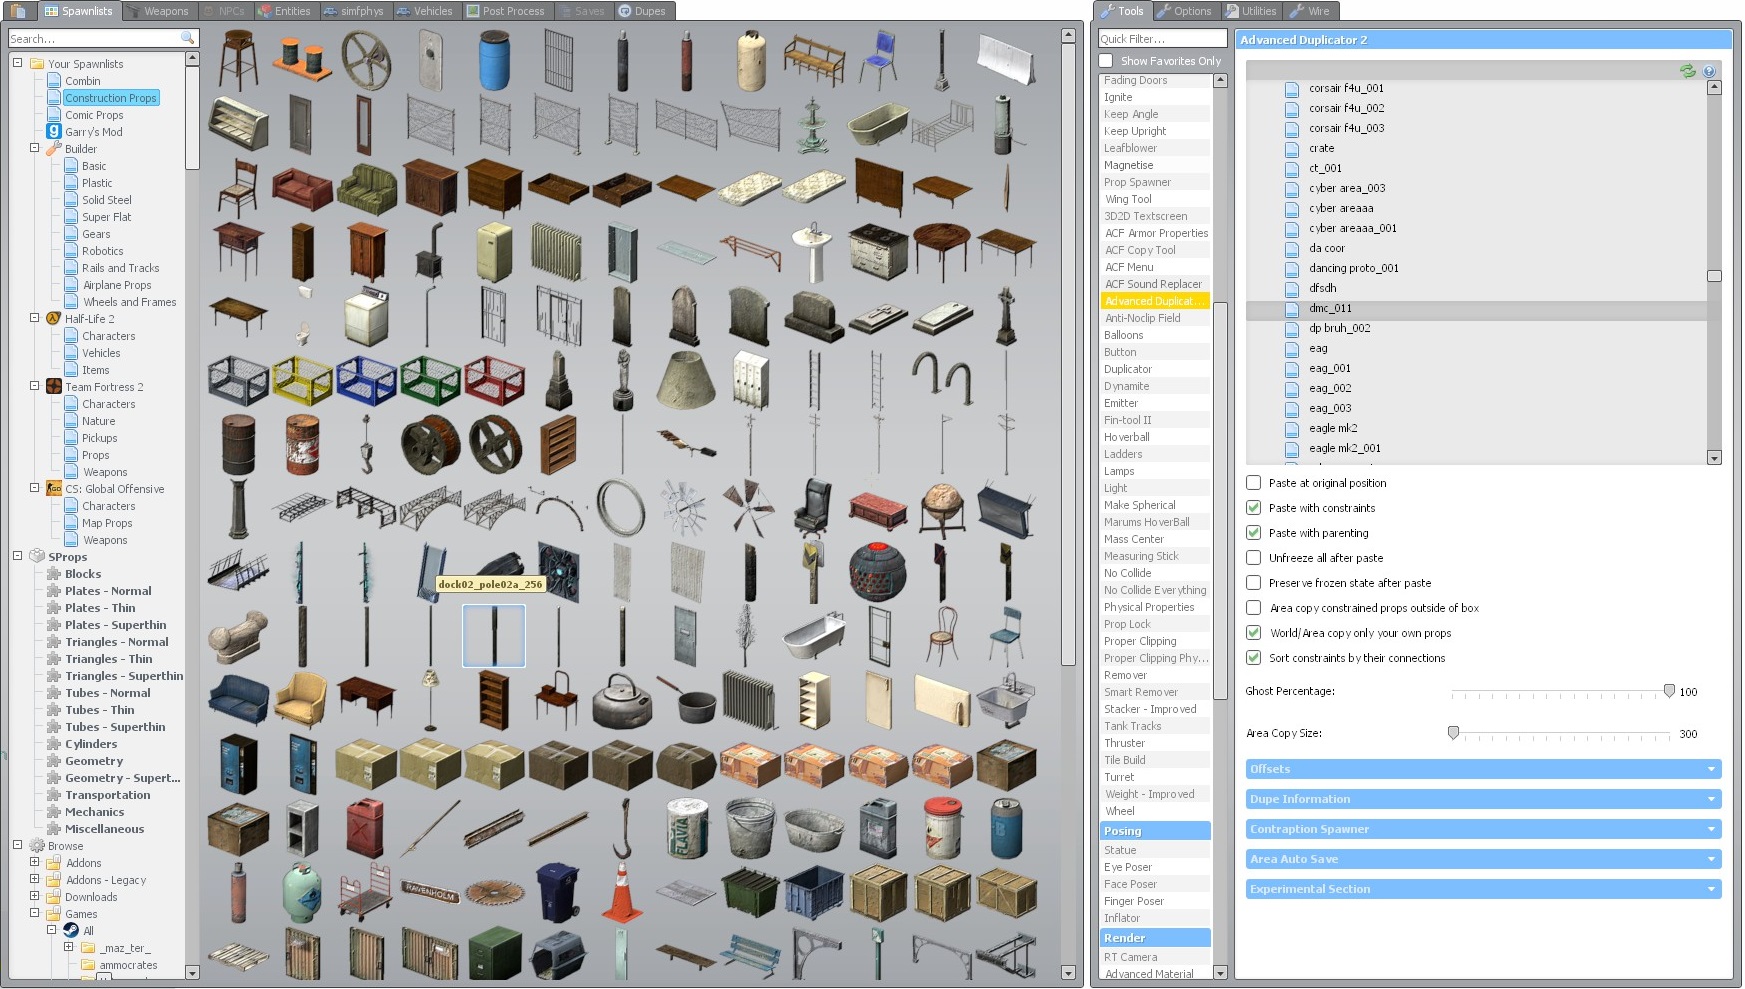 Spawnlists
Weapons
NPCs
Entities
simfphys
Vehicles
Post Process
Saves
Dupes
Search...
Your Spawnlists
Combin
Construction Props
Comic Props
Garry's Mod
Builder
Basic
Plastic
Solid Steel
Super Flat
Gears
Robotics
Rails and Tracks
Airplane Props
Wheels and Frames
Half-Life 2
Characters
Vehicles
Items
Team Fortress 2
Characters
Nature
Pickups
Props
Weapons
CS: Global Offensive
Characters
Map Props
Weapons
SProps
Blocks
Plates - Normal
Plates - Thin
Plates - Superthin
Triangles - Normal
Triangles - Thin
Triangles - Superthin
Tubes - Normal
Tubes - Thin
Tubes - Superthin
Cylinders
Geometry
Geometry - Supert...
Transportation
Mechanics
Miscellaneous
Browse
Addons
Addons - Legacy
Downloads
Games
All
_maz_ter_
ammocrates
dock02_pole02a_256
FLAVIA
RAVENHOLM
Tools
Options
Utilities
Wire
Quick Filter...
Show Favorites Only
Fading Doors
Ignite
Keep Angle
Keep Upright
Leafblower
Magnetise
Prop Spawner
Wing Tool
3D2D Textscreen
ACF Armor Properties
ACF Copy Tool
ACF Menu
ACF Sound Replacer
Advanced Duplicat...
Anti-Noclip Field
Balloons
Button
Duplicator
Dynamite
Emitter
Fin-tool II
Hoverball
Ladders
Lamps
Light
Make Spherical
Marums HoverBall
Mass Center
Measuring Stick
No Collide
No Collide Everything
Physical Properties
Prop Lock
Proper Clipping
Proper Clipping Phy...
Remover
Smart Remover
Stacker - Improved
Tank Tracks
Thruster
Tile Build
Turret
Weight - Improved
Wheel
Posing
Statue
Eye Poser
Face Poser
Finger Poser
Inflator
Render
RT Camera
Advanced Material
Advanced Duplicator 2
corsair f4u_001
corsair f4u_002
corsair f4u_003
crate
ct_001
cyber area_003
cyber areaaa
cyber areaaa_001
da coor
dancing proto_001
dfsdh
dmc_011
dp bruh_002
eag
eag_001
eag_002
eag_003
eagle mk2
eagle mk2_001
Paste at original position
Paste with constraints
Paste with parenting
Unfreeze all after paste
Preserve frozen state after paste
Area copy constrained props outside of box
World/Area copy only your own props
Sort constraints by their connections
Ghost Percentage: 100
Area Copy Size: 300
Offsets
Dupe Information
Contraption Spawner
Area Auto Save
Experimental Section